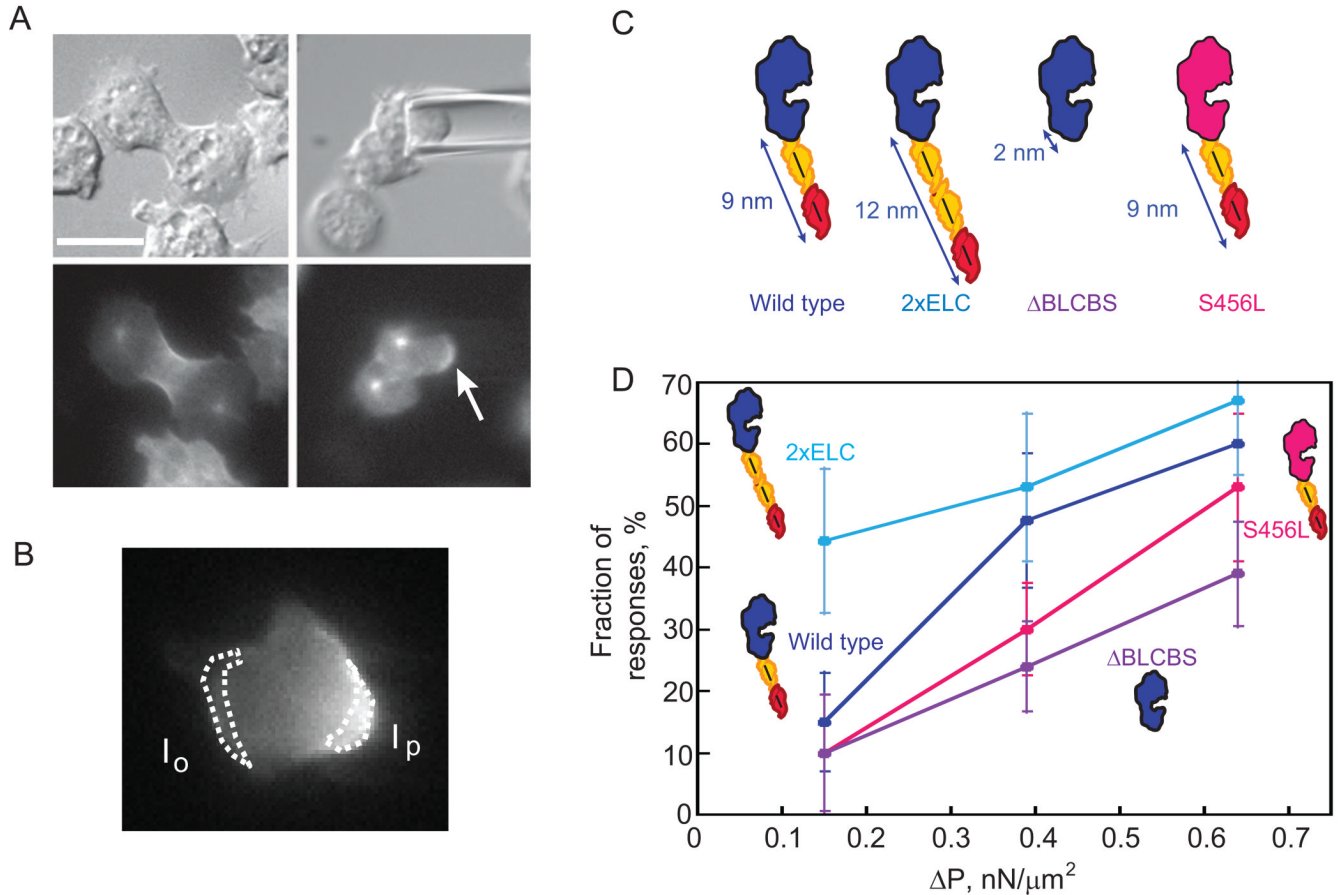 A
B
I₀
Iₚ
C
9 nm
12 nm
2 nm
9 nm
Wild type
2xELC
ΔBLCBS
S456L
D
Fraction of
responses, %
70
60
50
40
30
20
10
0
2xELC
Wild type
S456L
ΔBLCBS
0
0.1
0.2
0.3
0.4
0.5
0.6
0.7
ΔP, nN/μm²